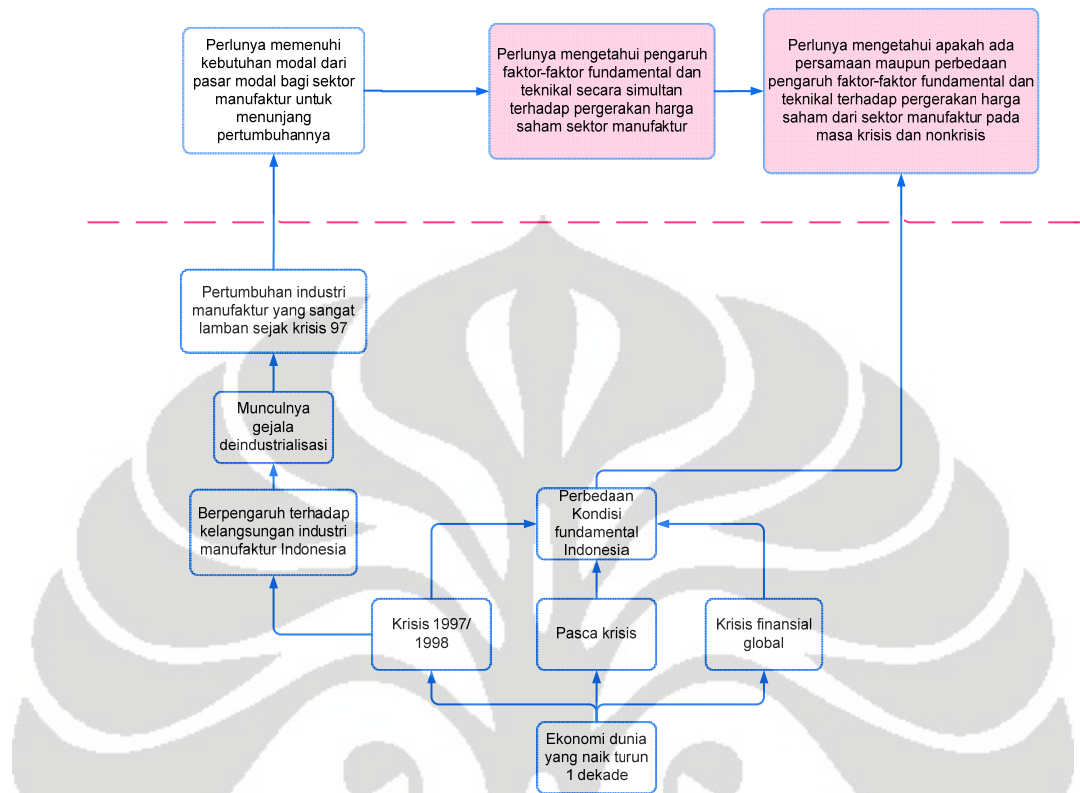 Perlunya memenuhi
kebutuhan modal dari
pasar modal bagi sektor
manufaktur untuk
menunjang
pertumbuhannya
Perlunya mengetahui pengaruh
faktor-faktor fundamental dan
teknikal secara simultan
terhadap pergerakan harga
saham sektor manufaktur
Perlunya mengetahui apakah ada
persamaan maupun perbedaan
pengaruh faktor-faktor fundamental dan
teknikal terhadap pergerakan harga
saham dari sektor manufaktur pada
masa krisis dan nonkrisis
Pertumbuhan industri
manufaktur yang sangat
lamban sejak krisis 97
Munculnya
gejala
deindustrialisasi
Berpengaruh terhadap
kelangsungan industri
manufaktur Indonesia
Perbedaan
Kondisi
fundamental
Indonesia
Krisis 1997/
1998
Pasca krisis
Krisis finansial
global
Ekonomi dunia
yang naik turun
1 dekade